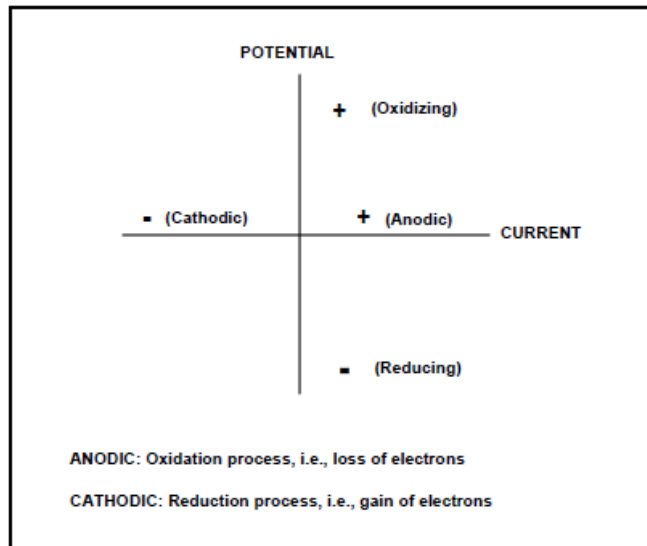 POTENTIAL
+ (Oxidizing)
- (Cathodic)
+ (Anodic)
CURRENT
- (Reducing)
ANODIC: Oxidation process, i.e., loss of electrons
CATHODIC: Reduction process, i.e., gain of electrons